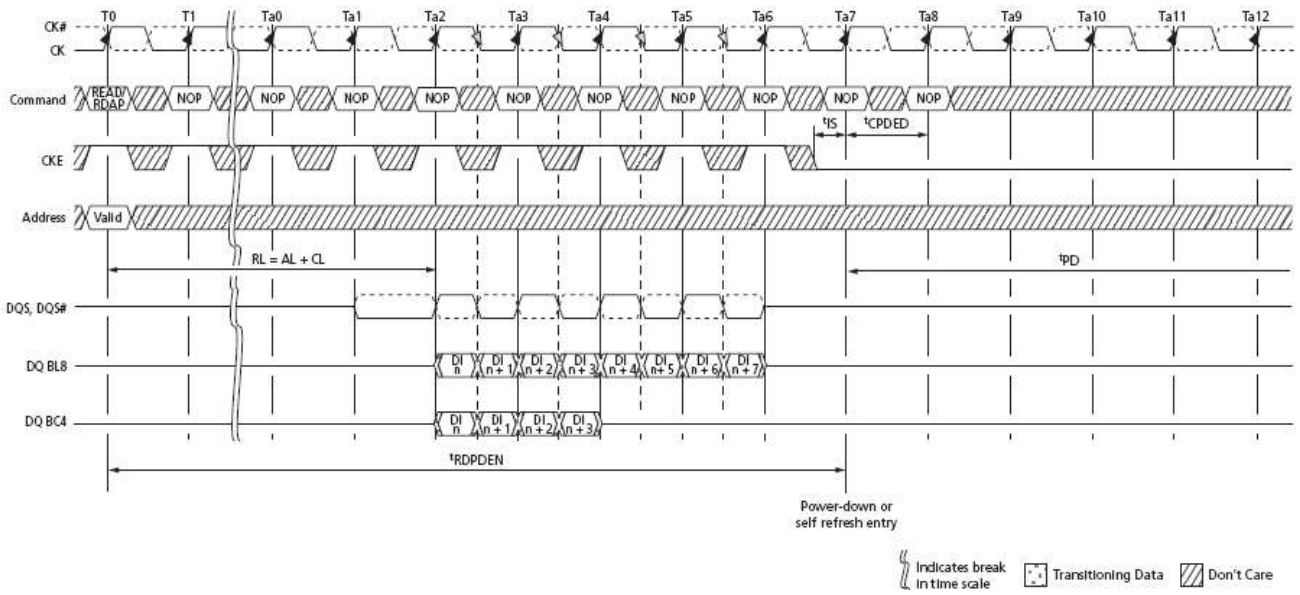 T0 T1 Ta0 Ta1 Ta2 Ta3 Ta4 Ta5 Ta6 Ta7 Ta8 Ta9 Ta10 Ta11 Ta12
CK#
CK
Command READ/ RDAP NOP NOP NOP NOP NOP NOP NOP NOP NOP NOP
tIS tCPDED
CKE
Address Valid
RL = AL + CL tPD
DQS, DQS#
DQ BL8 DI n DI n + 1 DI n + 2 DI n + 3 DI n + 4 DI n + 5 DI n + 6 DI n + 7
DQ BC4 DI n DI n + 1 DI n + 2 DI n + 3
tRDPDEN
Power-down or
self refresh entry
Indicates break
in time scale
Transitioning Data
Don't Care